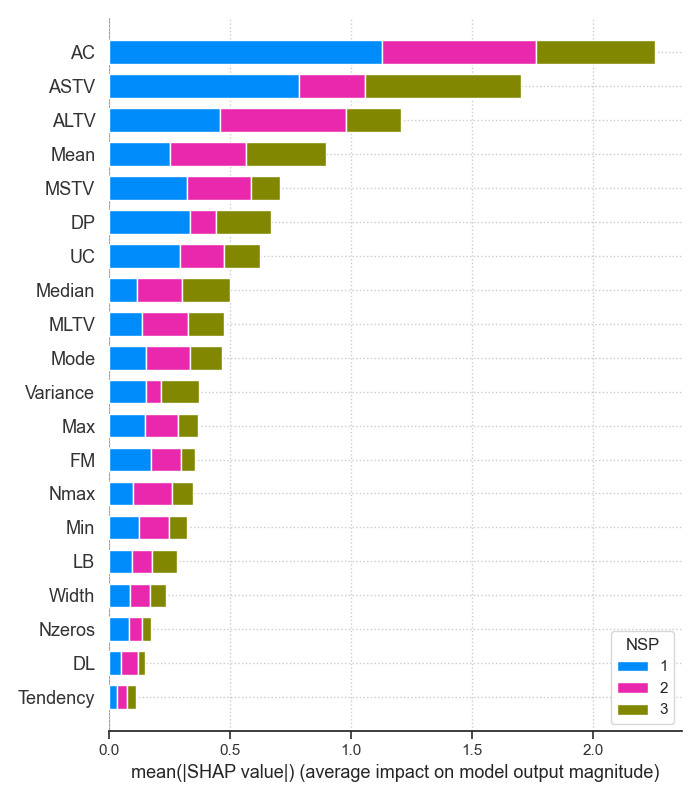 AC
ASTV
ALTV
Mean
MSTV
DP
UC
Median
MLTV
Mode
Variance
Max
FM
Nmax
Min
LB
Width
Nzeros
DL
Tendency
NSP
1
2
3
0.0 0.5 1.0 1.5 2.0
mean(|SHAP value|) (average impact on model output magnitude)